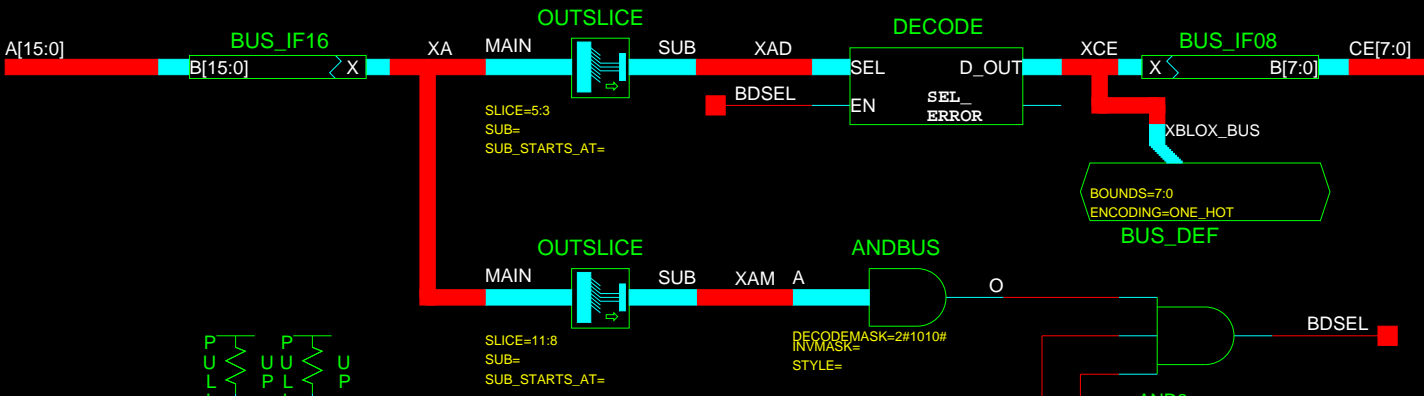 OUTSLICE
DECODE
A[15:0]
BUS_IF16
XA
MAIN
SUB
XAD
XCE
BUS_IF08
CE[7:0]
B[15:0]
X
SEL
D_OUT
X
B[7:0]
BDSEL
EN
SEL_
ERROR
SLICE=5:3
SUB=
SUB_STARTS_AT=
XBLOX_BUS
BOUNDS=7:0
ENCODING=ONE_HOT
BUS_DEF
OUTSLICE
ANDBUS
MAIN
SUB
XAM
A
O
SLICE=11:8
SUB=
SUB_STARTS_AT=
DECODEMASK=2#1010#
INVMASK=
STYLE=
BDSEL
P
U
L
U
P
P
U
L
U
P